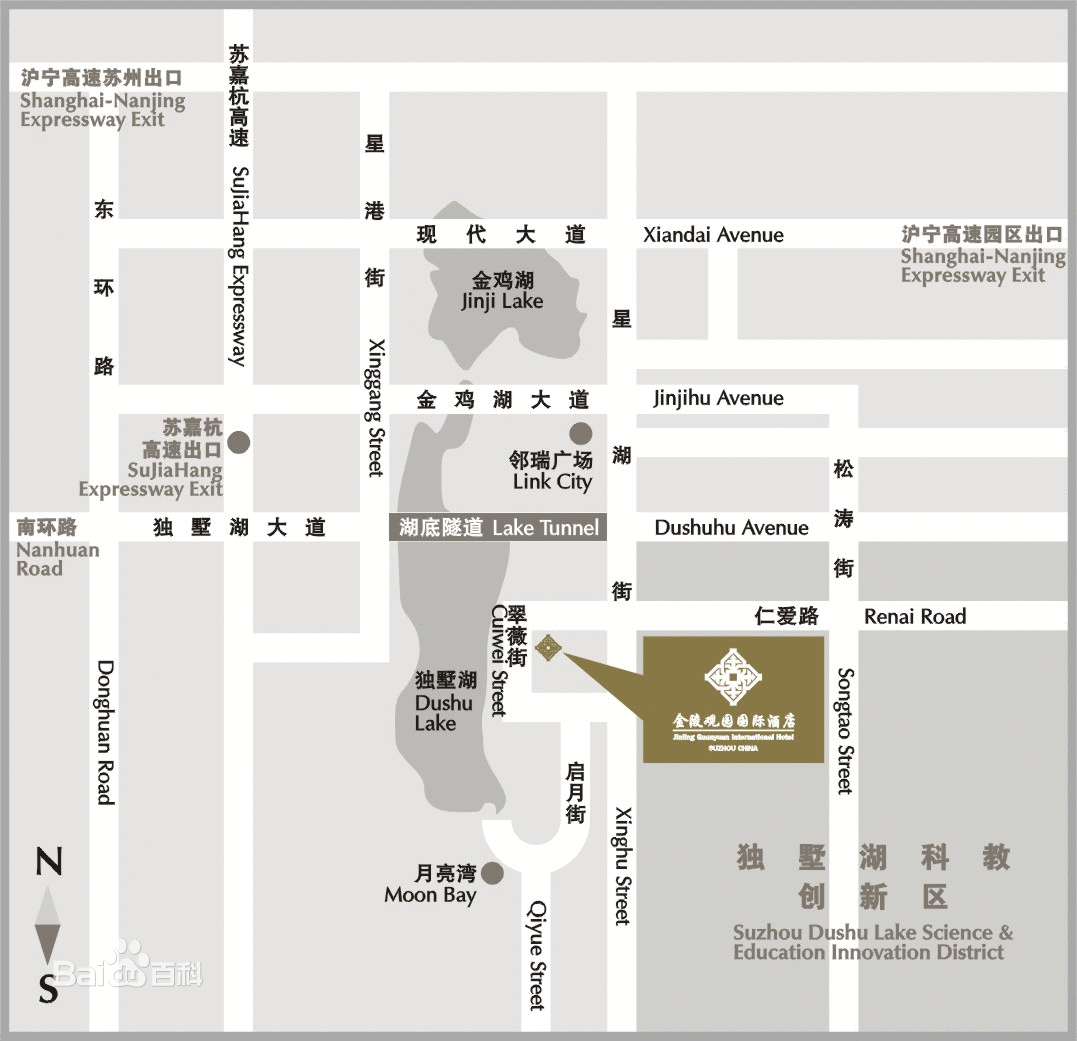 苏嘉杭高速 SuJiaHang Expressway
沪宁高速苏州出口
Shanghai-Nanjing
Expressway Exit
东环路
星港街
现代大道 Xiandai Avenue
沪宁高速园区出口
Shanghai-Nanjing
Expressway Exit
金鸡湖
Jinji Lake
星湖街
Xinggang Street
金鸡湖大道 Jinjihu Avenue
苏嘉杭
高速出口
SuJiaHang
Expressway Exit
邻瑞广场
Link City
松涛街
南环路
Nanhuan
Road
独墅湖大道
湖底隧道 Lake Tunnel
Dushuhu Avenue
翠薇街
Cuiwei Street
仁爱路 Renai Road
独墅湖
Dushu
Lake
金陵观园国际酒店
Jinling Guanyuan International Hotel
SUZHOU CHINA
Donghuan Road
Songtao Street
启月街
Xinghu Street
月亮湾
Moon Bay
Qiyue Street
独墅湖科教
创新区
Suzhou Dushu Lake Science &
Education Innovation District
N
S
Baidu百科